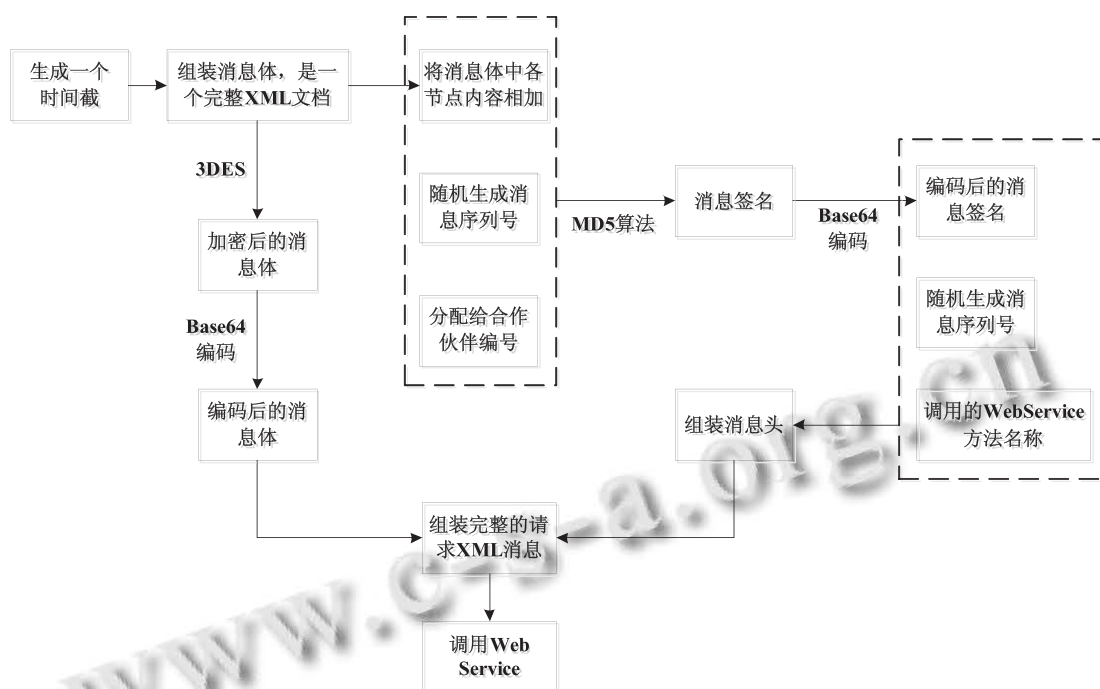 生成一个
时间截
组装消息体，是一
个完整XML文档
将消息体中各
节点内容相加
3DES
随机生成消
息序列号
MD5算法
消息签名
Base64
编码
编码后的消
息签名
加密后的消
息体
分配给合作
伙伴编号
随机生成消
息序列号
Base64
编码
编码后的消
息体
组装消息头
调用的WebService
方法名称
组装完整的请
求XML消息
调用Web
Service
www.c-s-a.org.cn